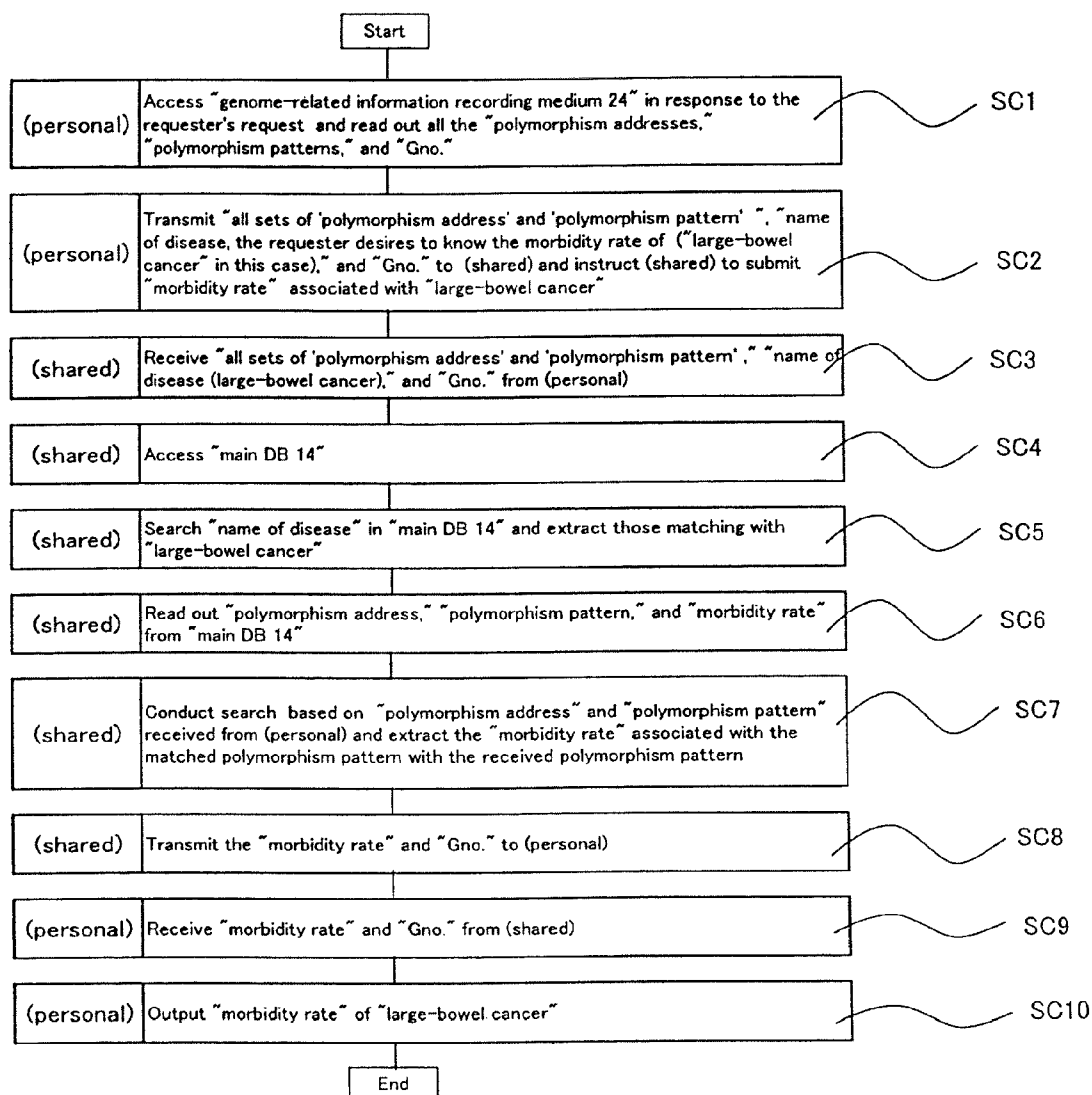 Start
(personal)
Access "genome-related information recording medium 24" in response to the
requester's request and read out all the "polymorphism addresses,"
"polymorphism patterns," and "Gno."
SC1
(personal)
Transmit "all sets of 'polymorphism address' and 'polymorphism pattern' ", "name
of disease, the requester desires to know the morbidity rate of ("large-bowel
cancer" in this case)," and "Gno." to (shared) and instruct (shared) to submit
"morbidity rate" associated with "large-bowel cancer"
SC2
(shared)
Receive "all sets of 'polymorphism address' and 'polymorphism pattern' ," "name of
disease (large-bowel cancer)," and "Gno." from (personal)
SC3
(shared)
Access "main DB 14"
SC4
(shared)
Search "name of disease" in "main DB 14" and extract those matching with
"large-bowel cancer"
SC5
(shared)
Read out "polymorphism address," "polymorphism pattern," and "morbidity rate"
from "main DB 14"
SC6
(shared)
Conduct search based on "polymorphism address" and "polymorphism pattern"
received from (personal) and extract the "morbidity rate" associated with the
matched polymorphism pattern with the received polymorphism pattern
SC7
(shared)
Transmit the "morbidity rate" and "Gno." to (personal)
SC8
(personal)
Receive "morbidity rate" and "Gno." from (shared)
SC9
(personal)
Output "morbidity rate" of "large-bowel cancer"
SC10
End